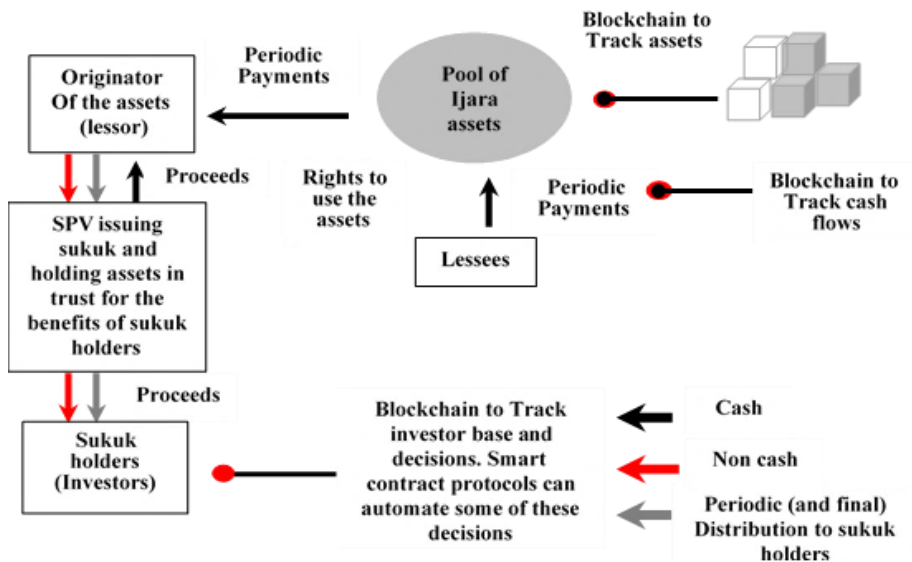 Blockchain to
Track assets
Periodic
Payments
Originator
Of the assets
(lessor)
Pool of
Ijara
assets
Proceeds
Rights to
use the
assets
Periodic
Payments
Blockchain to
Track cash
flows
SPV issuing
sukuk and
holding assets in
trust for the
benefits of sukuk
holders
Lessees
Proceeds
Sukuk
holders
(Investors)
Blockchain to Track
investor base and
decisions. Smart
contract protocols can
automate some of these
decisions
Cash
Non cash
Periodic (and final)
Distribution to sukuk
holders